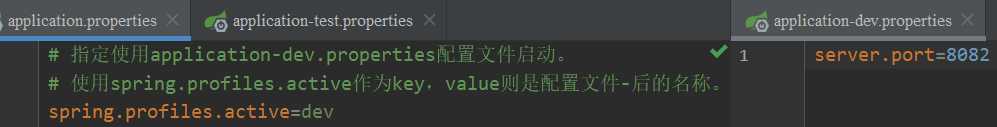 application.properties
application-test.properties
# 指定使用application-dev.properties配置文件启动。
# 使用spring.profiles.active作为key，value则是配置文件-后的名称。
spring.profiles.active=dev
application-dev.properties
1
server.port=8082